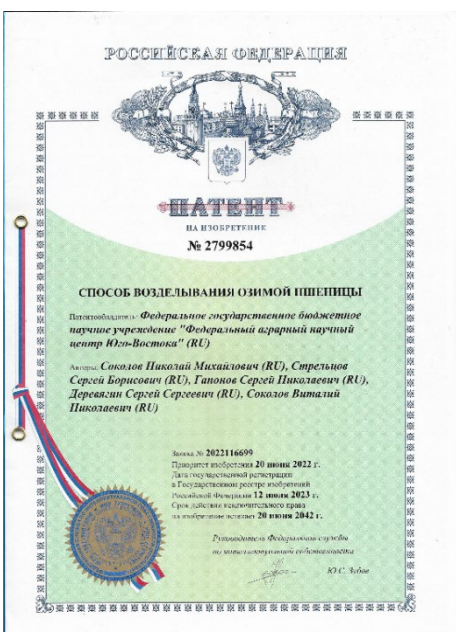 РОССИЙСКАЯ ФЕДЕРАЦИЯ
ПАТЕНТ
НА ИЗОБРЕТЕНИЕ
№ 2799854
СПОСОБ ВОЗДЕЛЫВАНИЯ ОЗИМОЙ ПШЕНИЦЫ
Патентообладатель: Федеральное государственное бюджетное
научное учреждение "Федеральный аграрный научный
центр Юго-Востока" (RU)
Авторы: Соколов Николай Михайлович (RU), Стрельцов
Сергей Борисович (RU), Гапонов Сергей Николаевич (RU),
Деревягин Сергей Сергеевич (RU), Соколов Виталий
Николаевич (RU)
Заявка № 2022116699
Приоритет изобретения 20 июня 2022 г.
Дата государственной регистрации
в Государственном реестре изобретений
Российской Федерации 12 июля 2023 г.
Срок действия исключительного права
на изобретение истекает 20 июня 2042 г.
Руководитель Федеральной службы
по интеллектуальной собственности
Ю.С. Зубов